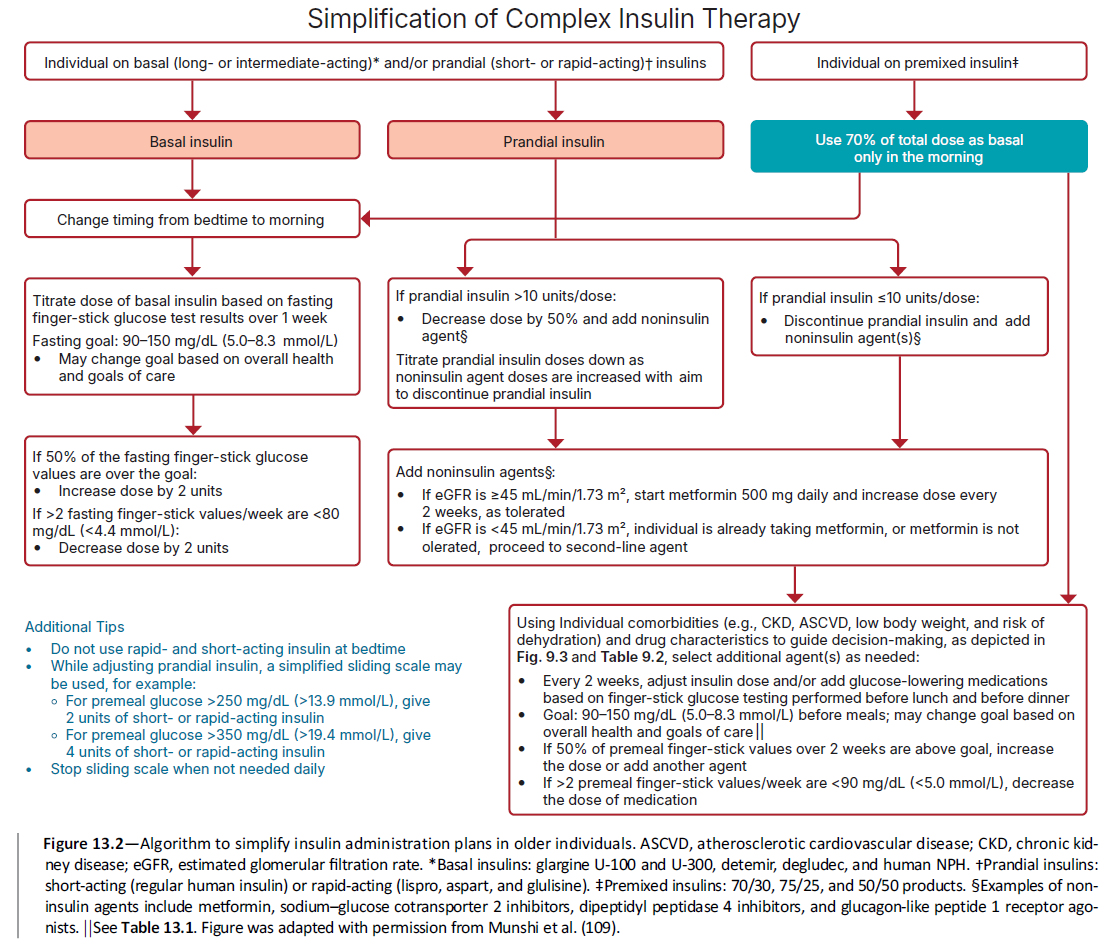 Simplification of Complex Insulin Therapy
Individual on basal (long- or intermediate-acting)* and/or prandial (short- or rapid-acting)† insulins
Individual on premixed insulin‡
Basal insulin
Prandial insulin
Use 70% of total dose as basal
only in the morning
Change timing from bedtime to morning
Titrate dose of basal insulin based on fasting
finger-stick glucose test results over 1 week
Fasting goal: 90–150 mg/dL (5.0–8.3 mmol/L)
• May change goal based on overall health
and goals of care
If prandial insulin >10 units/dose:
• Decrease dose by 50% and add noninsulin
agent§
Titrate prandial insulin doses down as
noninsulin agent doses are increased with aim
to discontinue prandial insulin
If prandial insulin ≤10 units/dose:
• Discontinue prandial insulin and add
noninsulin agent(s)§
If 50% of the fasting finger-stick glucose
values are over the goal:
• Increase dose by 2 units
If >2 fasting finger-stick values/week are <80
mg/dL (<4.4 mmol/L):
• Decrease dose by 2 units
Add noninsulin agents§:
• If eGFR is ≥45 mL/min/1.73 m², start metformin 500 mg daily and increase dose every
2 weeks, as tolerated
• If eGFR is <45 mL/min/1.73 m², individual is already taking metformin, or metformin is not
olerated, proceed to second-line agent
Using Individual comorbidities (e.g., CKD, ASCVD, low body weight, and risk of
dehydration) and drug characteristics to guide decision-making, as depicted in
Fig. 9.3 and Table 9.2, select additional agent(s) as needed:
• Every 2 weeks, adjust insulin dose and/or add glucose-lowering medications
based on finger-stick glucose testing performed before lunch and before dinner
• Goal: 90–150 mg/dL (5.0–8.3 mmol/L) before meals; may change goal based on
overall health and goals of care||
• If 50% of premeal finger-stick values over 2 weeks are above goal, increase
the dose or add another agent
• If >2 premeal finger-stick values/week are <90 mg/dL (<5.0 mmol/L), decrease
the dose of medication
Additional Tips
• Do not use rapid- and short-acting insulin at bedtime
• While adjusting prandial insulin, a simplified sliding scale may
be used, for example:
○ For premeal glucose >250 mg/dL (>13.9 mmol/L), give
2 units of short- or rapid-acting insulin
○ For premeal glucose >350 mg/dL (>19.4 mmol/L), give
4 units of short- or rapid-acting insulin
• Stop sliding scale when not needed daily
Figure 13.2—Algorithm to simplify insulin administration plans in older individuals. ASCVD, atherosclerotic cardiovascular disease; CKD, chronic kid-
ney disease; eGFR, estimated glomerular filtration rate. *Basal insulins: glargine U-100 and U-300, detemir, degludec, and human NPH. †Prandial insulins:
short-acting (regular human insulin) or rapid-acting (lispro, aspart, and glulisine). ‡Premixed insulins: 70/30, 75/25, and 50/50 products. §Examples of non-
insulin agents include metformin, sodium–glucose cotransporter 2 inhibitors, dipeptidyl peptidase 4 inhibitors, and glucagon-like peptide 1 receptor ago-
nists. ||See Table 13.1. Figure was adapted with permission from Munshi et al. (109).